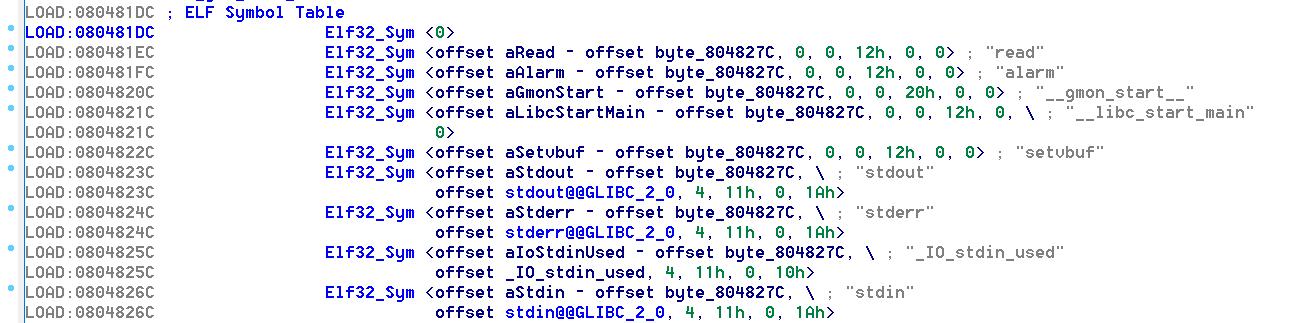 LOAD:080481DC ; ELF Symbol Table
LOAD:080481DC Elf32_Sym <0>
LOAD:080481EC Elf32_Sym <offset aRead - offset byte_804827C, 0, 0, 12h, 0, 0> ; "read"
LOAD:080481FC Elf32_Sym <offset aAlarm - offset byte_804827C, 0, 0, 12h, 0, 0> ; "alarm"
LOAD:0804820C Elf32_Sym <offset aGmonStart - offset byte_804827C, 0, 0, 20h, 0, 0> ; "__gmon_start__"
LOAD:0804821C Elf32_Sym <offset aLibcStartMain - offset byte_804827C, 0, 0, 12h, 0, \ ; "__libc_start_main"
LOAD:0804821C 0>
LOAD:0804822C Elf32_Sym <offset aSetvbuf - offset byte_804827C, 0, 0, 12h, 0, 0> ; "setvbuf"
LOAD:0804823C Elf32_Sym <offset aStdout - offset byte_804827C, \ ; "stdout"
LOAD:0804823C offset stdout@@GLIBC_2_0, 4, 11h, 0, 1Ah>
LOAD:0804824C Elf32_Sym <offset aStderr - offset byte_804827C, \ ; "stderr"
LOAD:0804824C offset stderr@@GLIBC_2_0, 4, 11h, 0, 1Ah>
LOAD:0804825C Elf32_Sym <offset aIoStdinUsed - offset byte_804827C, \ ; "_IO_stdin_used"
LOAD:0804825C offset _IO_stdin_used, 4, 11h, 0, 10h>
LOAD:0804826C Elf32_Sym <offset aStdin - offset byte_804827C, \ ; "stdin"
LOAD:0804826C offset stdin@@GLIBC_2_0, 4, 11h, 0, 1Ah>